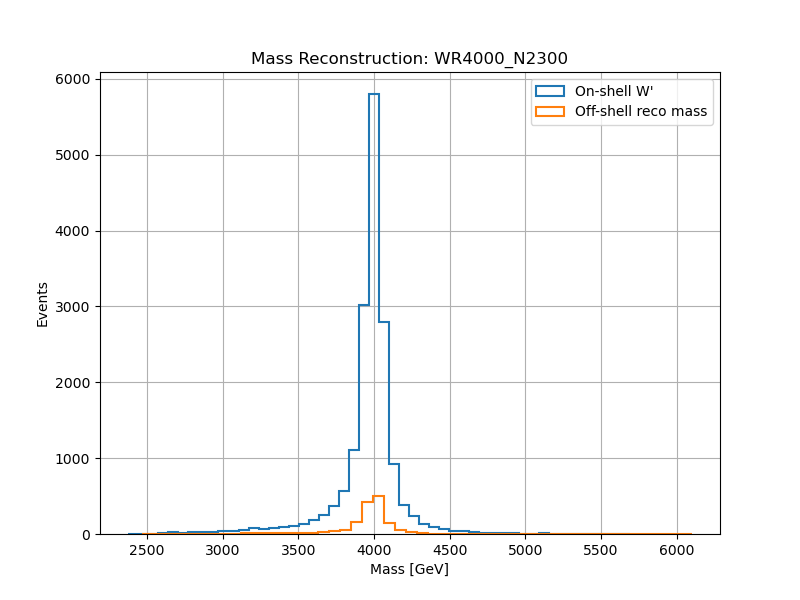 Mass Reconstruction: WR4000_N2300
On-shell W'
Off-shell reco mass
6000
5000
4000
3000
2000
1000
0
Events
2500 3000 3500 4000 4500 5000 5500 6000
Mass [GeV]